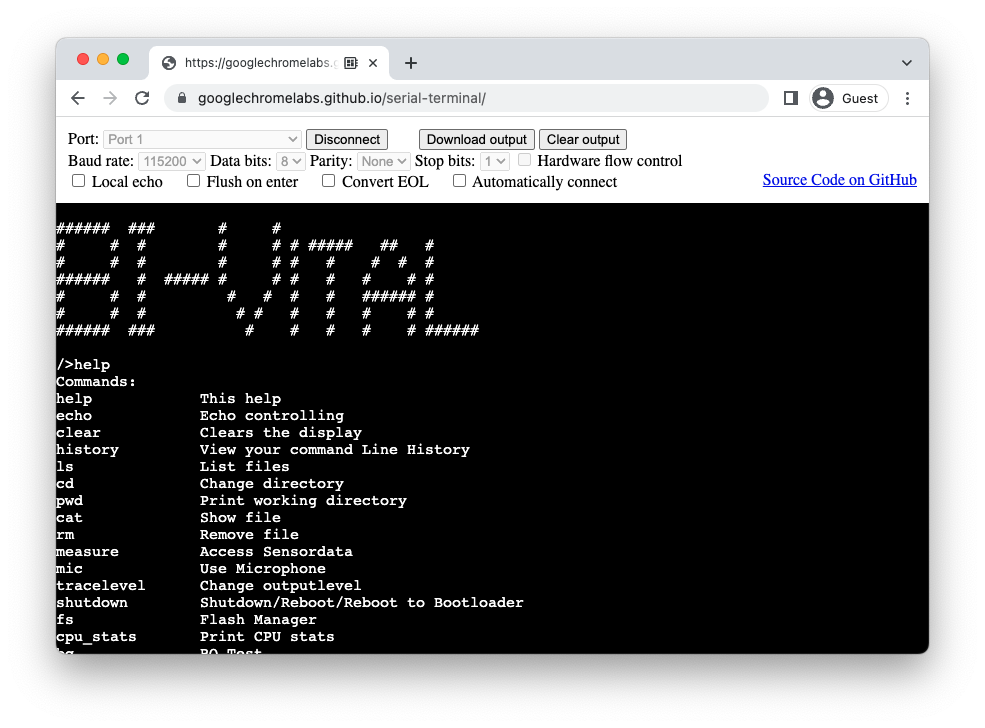 https://googlechromelabs.g
googlechromelabs.github.io/serial-terminal/
Guest
Port: Port 1 Disconnect Download output Clear output
Baud rate: 115200 Data bits: 8 Parity: None Stop bits: 1 Hardware flow control
Local echo Flush on enter Convert EOL Automatically connect Source Code on GitHub
BI-VITAL
/>help
Commands:
help This help
echo Echo controlling
clear Clears the display
history View your command Line History
ls List files
cd Change directory
pwd Print working directory
cat Show file
rm Remove file
measure Access Sensordata
mic Use Microphone
tracelevel Change outputlevel
shutdown Shutdown/Reboot/Reboot to Bootloader
fs Flash Manager
cpu_stats Print CPU stats